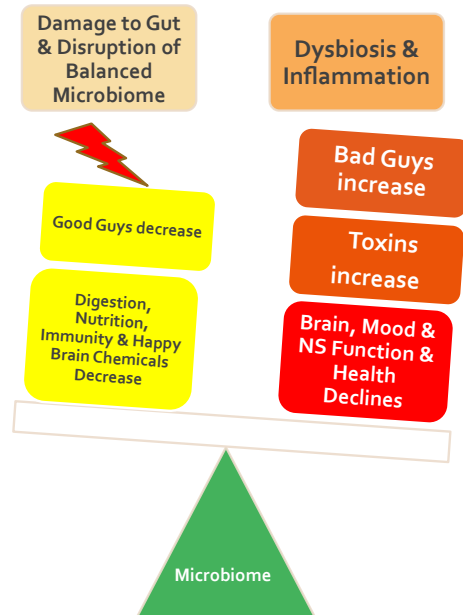 Damage to Gut
& Disruption of
Balanced
Microbiome
Dysbiosis &
Inflammation
Good Guys decrease
Digestion,
Nutrition,
Immunity & Happy
Brain Chemicals
Decrease
Bad Guys
increase
Toxins
increase
Brain, Mood &
NS Function &
Health
Declines
Microbiome